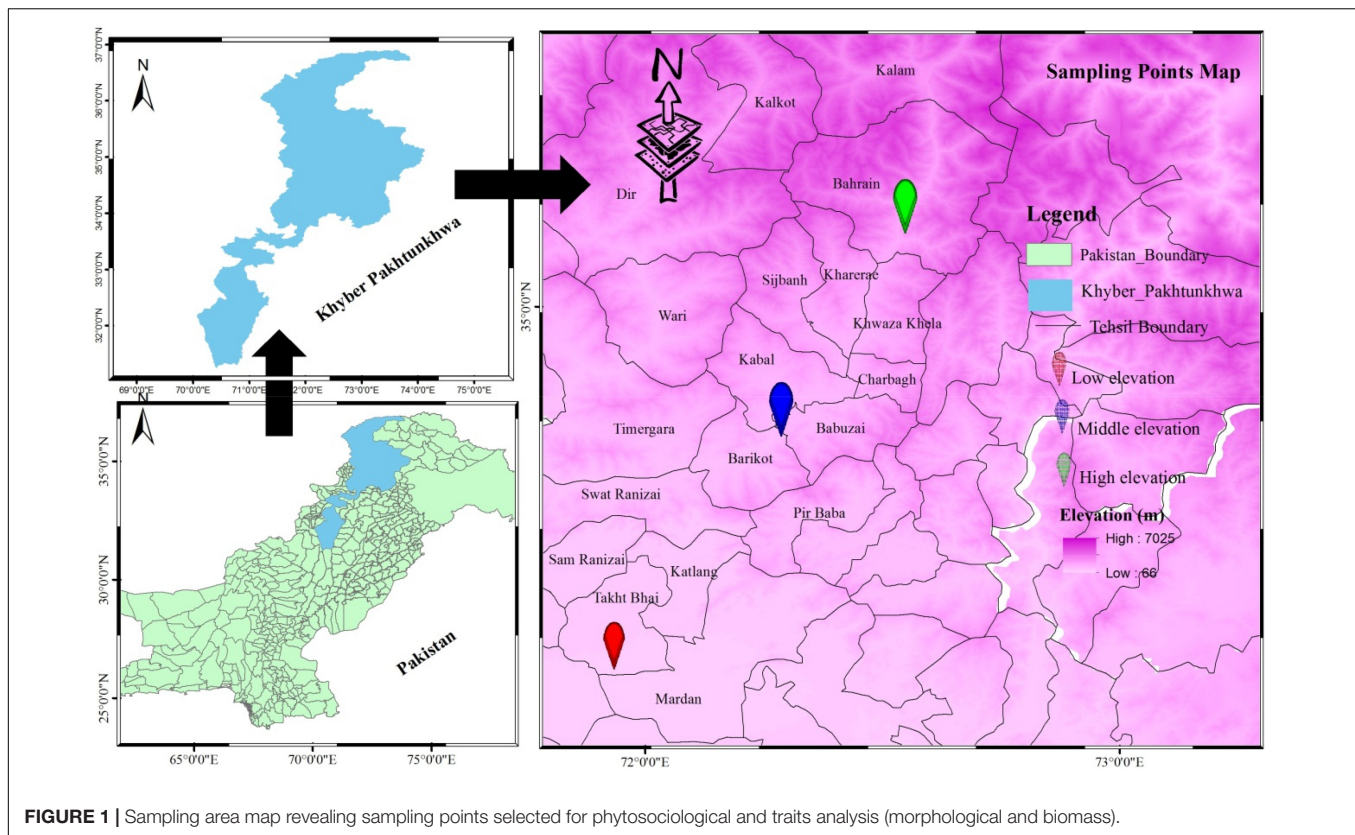 N
37°0'0"N
36°0'0"N
35°0'0"N
34°0'0"N
33°0'0"N
32°0'0"N
Khyber Pakhtunkhwa
69°0'0"E
70°0'0"E
71°0'0"E
72°0'0"E
73°0'0"E
74°0'0"E
75°0'0"E
N
35°0'0"N
30°0'0"N
25°0'0"N
Pakistan
65°0'0"E
70°0'0"E
75°0'0"E
Sampling Points Map
N
Kalam
Kalkot
Bahrain
Dir
Sijbanh
Kharerae
Wari
Khwaza Khela
Kabal
Charbagh
Timergara
Babuzai
Barikot
Swat Ranizai
Pir Baba
Sam Ranizai
Katlang
Takht Bhai
Mardan
35°0'0"N
72°0'0"E
73°0'0"E
Legend
Pakistan_Boundary
Khyber_Pakhtunkhwa
Tehsil Boundary
Low elevation
Middle elevation
High elevation
Elevation (m)
High : 7025
Low : 66
FIGURE 1 | Sampling area map revealing sampling points selected for phytosociological and traits analysis (morphological and biomass).